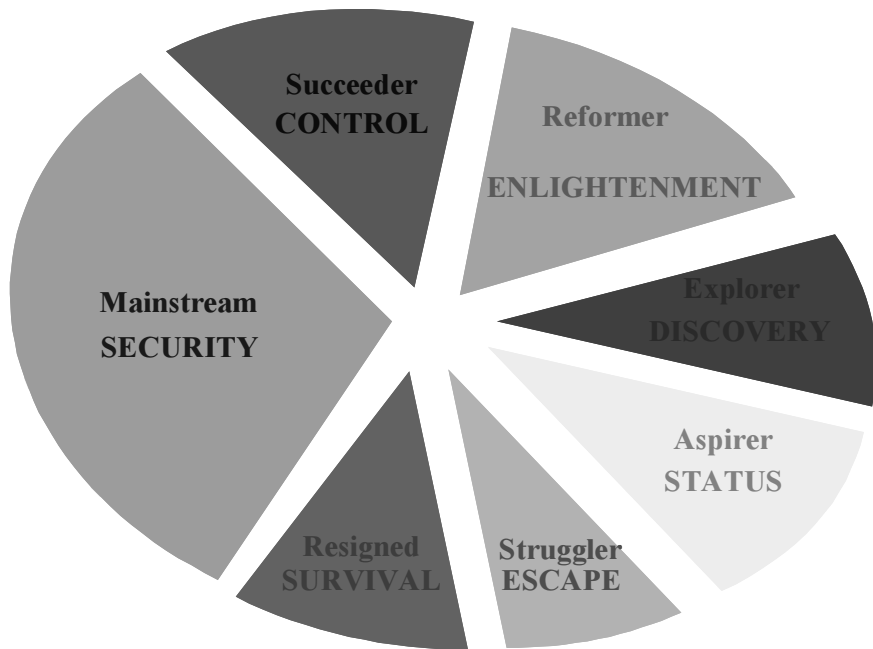 Succeeder
CONTROL
Reformer
ENLIGHTENMENT
Explorer
DISCOVERY
Mainstream
SECURITY
Aspirer
STATUS
Resigned
SURVIVAL
Struggler
ESCAPE